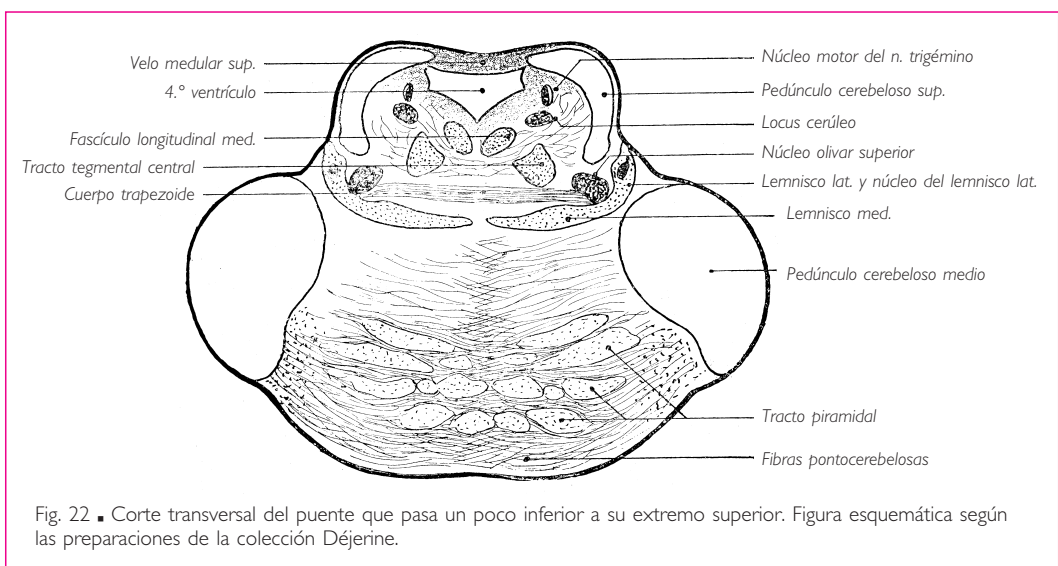 Velo medular sup.
4.º ventrículo
Fascículo longitudinal med.
Tracto tegmental central
Cuerpo trapezoide
Núcleo motor del n. trigémino
Pedúnculo cerebeloso sup.
Locus cerúleo
Núcleo olivar superior
Lemnisco lat. y núcleo del lemnisco lat.
Lemnisco med.
Pedúnculo cerebeloso medio
Tracto piramidal
Fibras pontocerebelosas
Fig. 22 ■ Corte transversal del puente que pasa un poco inferior a su extremo superior. Figura esquemática según
las preparaciones de la colección Déjerine.